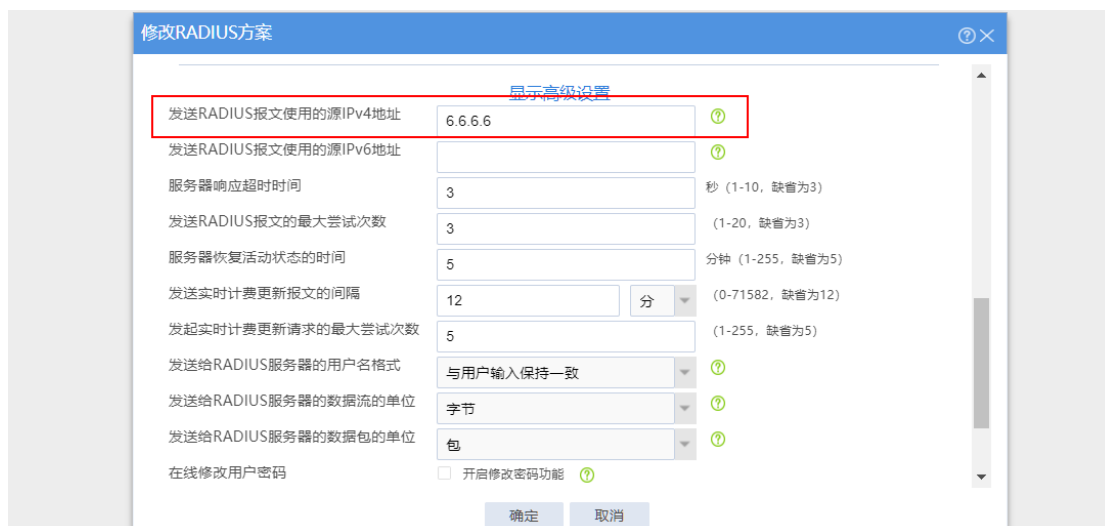 修改RADIUS方案
显示高级设置
发送RADIUS报文使用的源IPv4地址 6.6.6.6
发送RADIUS报文使用的源IPv6地址
服务器响应超时时间 3 秒 (1-10, 缺省为3)
发送RADIUS报文的最大尝试次数 3 (1-20, 缺省为3)
服务器恢复活动状态的时间 5 分钟 (1-255, 缺省为5)
发送实时计费更新报文的间隔 12 分 (0-71582, 缺省为12)
发起实时计费更新请求的最大尝试次数 5 (1-255, 缺省为5)
发送给RADIUS服务器的用户名格式 与用户输入保持一致
发送给RADIUS服务器的数据流的单位 字节
发送给RADIUS服务器的数据包的单位 包
在线修改用户密码 开启修改密码功能
确定 取消